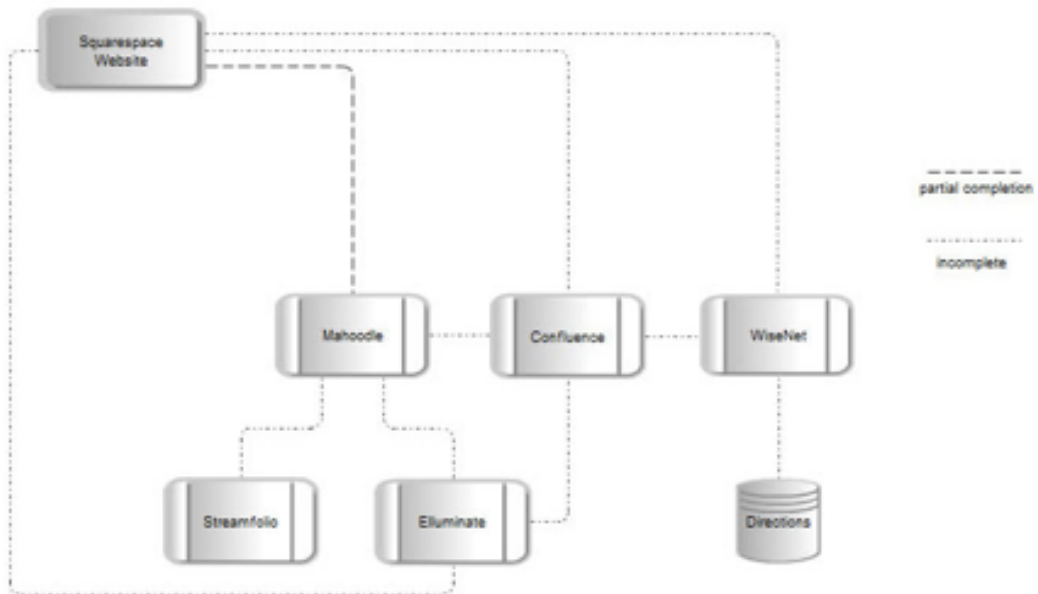 Squarespace
Website
partial completion
incomplete
Mahoodle
Confluence
WiseNet
Streamfolio
Elluminate
Directions